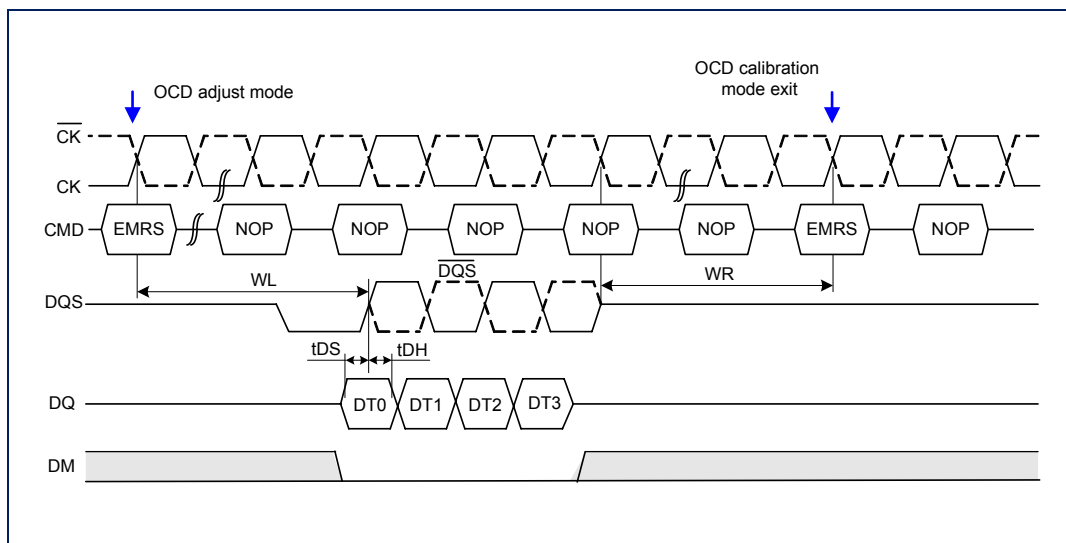 OCD adjust mode
OCD calibration
mode exit
CK
CK
CMD
EMRS
NOP
NOP
NOP
NOP
NOP
EMRS
NOP
WL
DQS
WR
DQS
tDS
tDH
DQ
DT0
DT1
DT2
DT3
DM